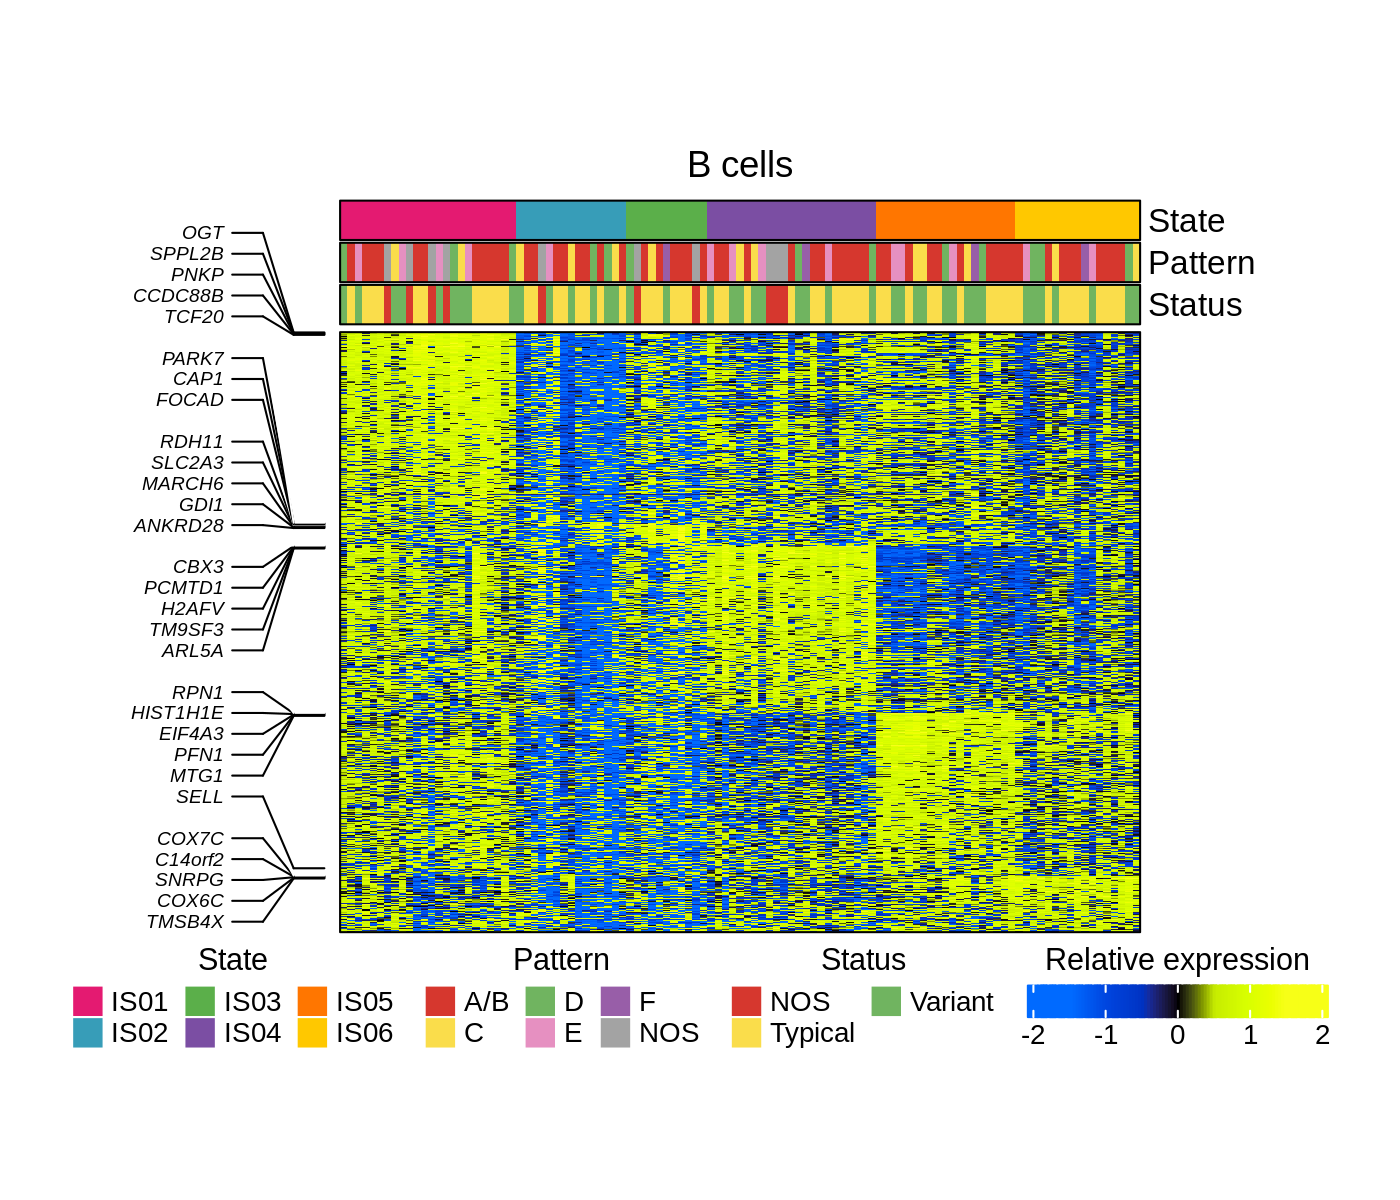 B cells
State
Pattern
Status
OGT
SPPL2B
PNKP
CCDC88B
TCF20
PARK7
CAP1
FOCAD
RDH11
SLC2A3
MARCH6
GDI1
ANKRD28
CBX3
PCMTD1
H2AFV
TM9SF3
ARL5A
RPN1
HIST1H1E
EIF4A3
PFN1
MTG1
SELL
COX7C
C14orf2
SNRPG
COX6C
TMSB4X
State Pattern Status Relative expression
IS01 IS03 IS05 A/B D F NOS Variant
IS02 IS04 IS06 C E NOS Typical
-2 -1 0 1 2